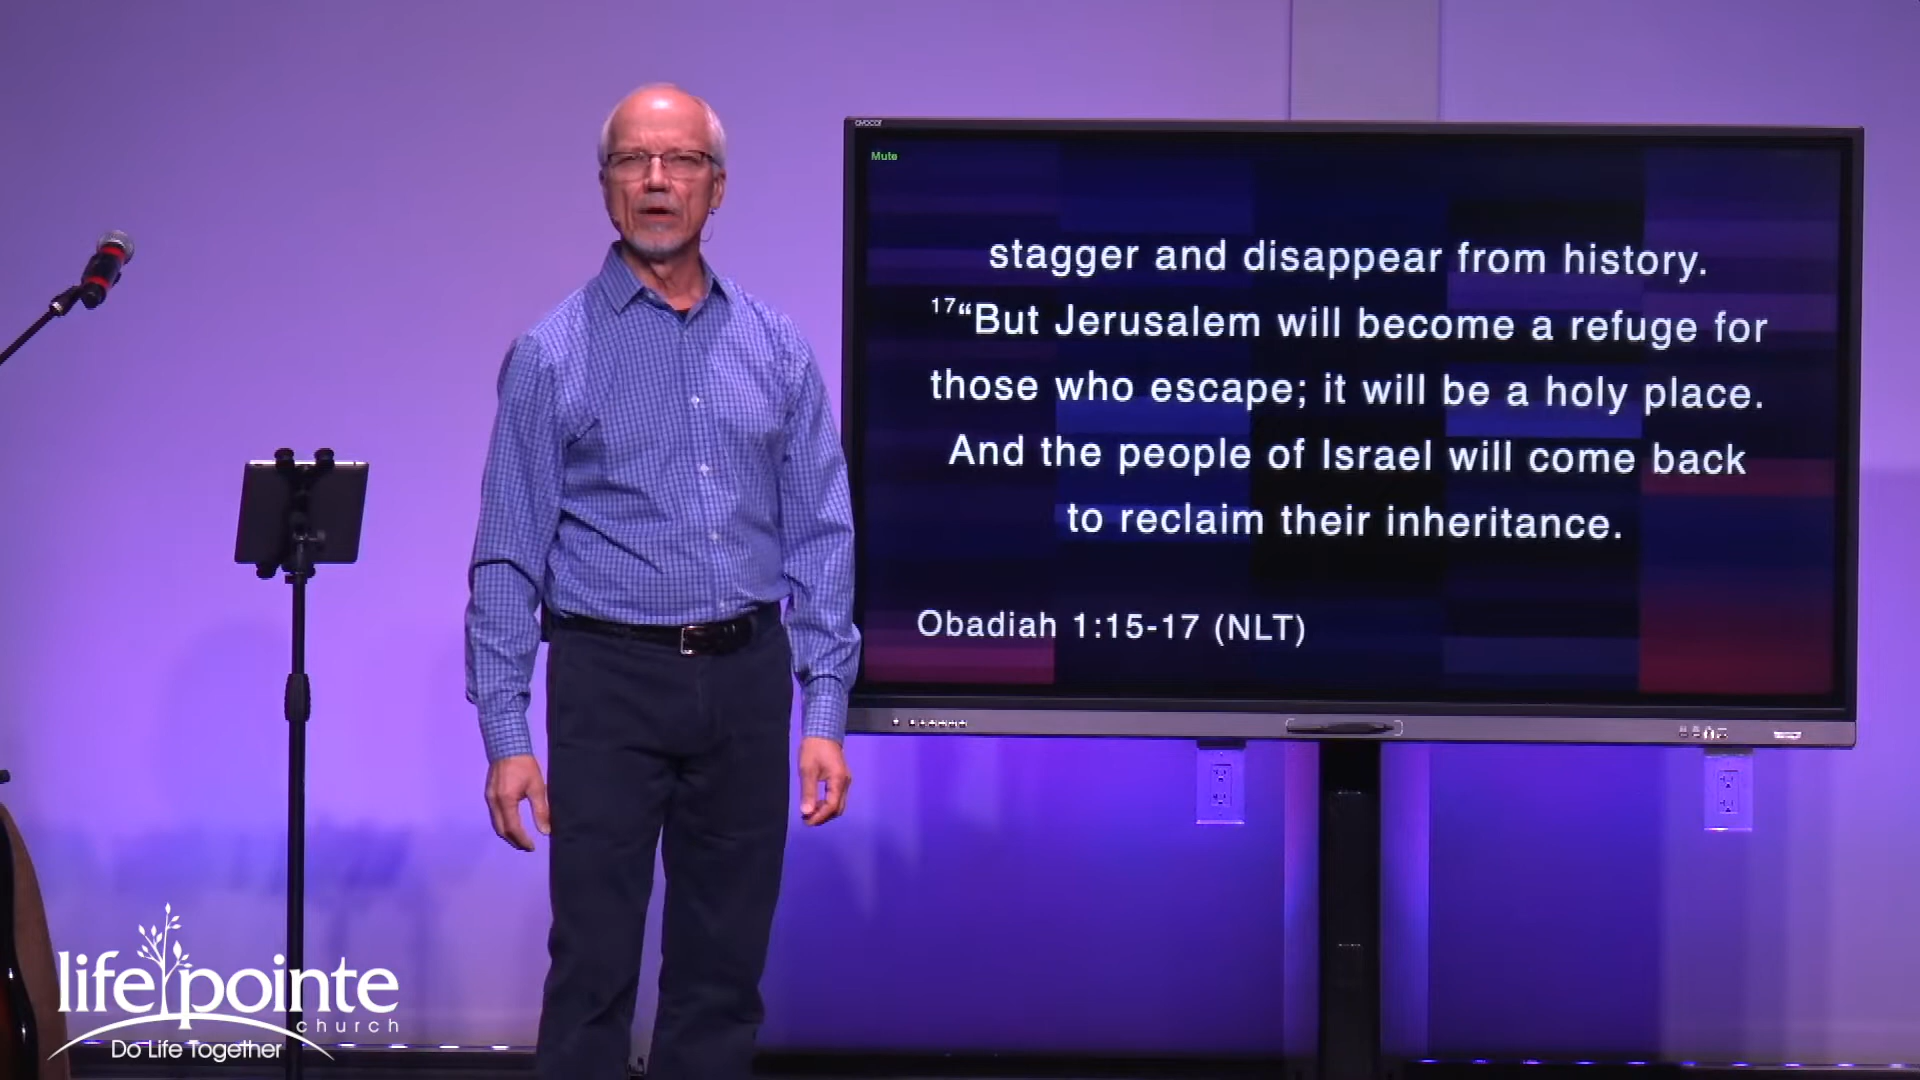 avocor
Mute
stagger and disappear from history.
17“But Jerusalem will become a refuge for
those who escape; it will be a holy place.
And the people of Israel will come back
to reclaim their inheritance.
Obadiah 1:15-17 (NLT)
life pointe
church
Do Life Together